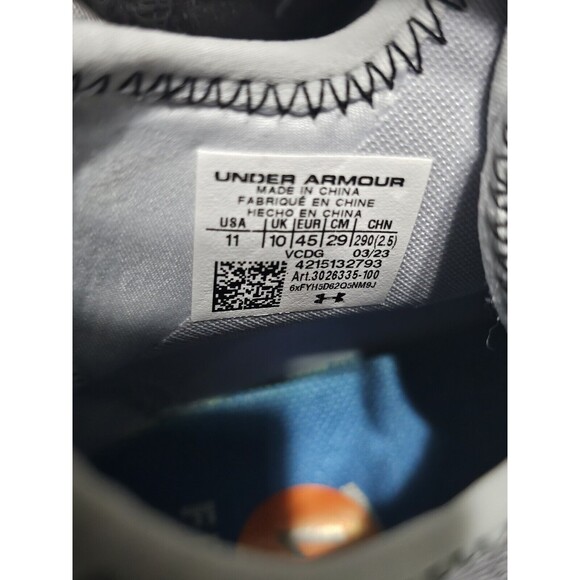 UNDER ARMOUR
MADE IN CHINA
FABRIQUÉ EN CHINE
HECHO EN CHINA
USA UK EUR CM CHN
11 10 45 29 290(2.5)
VCDG 03/23
4215132793
Art.3026335-100
6xFYH5D62Q5NM9J